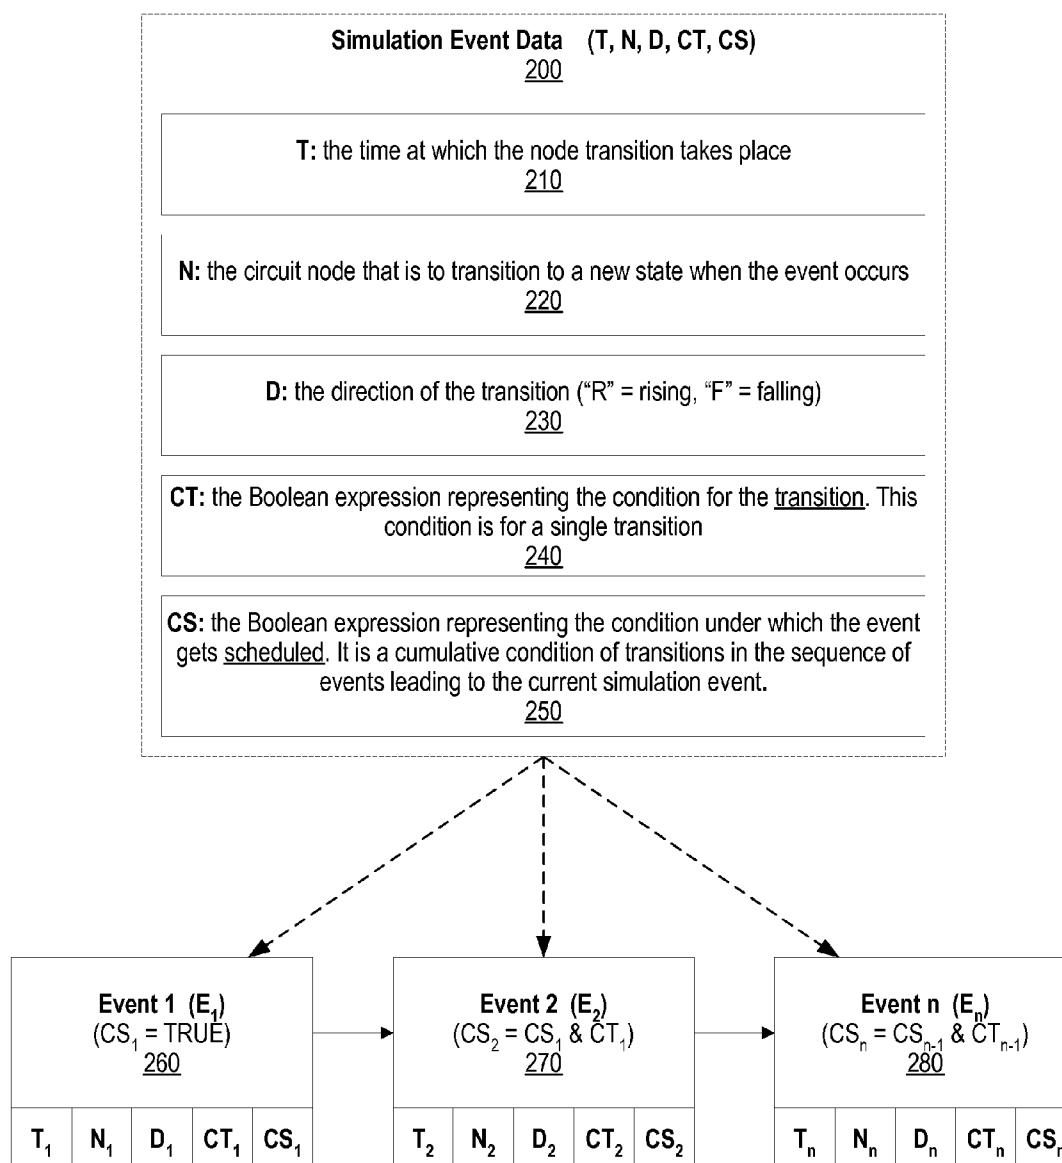 Simulation Event Data (T, N, D, CT, CS)
200
T: the time at which the node transition takes place
210
N: the circuit node that is to transition to a new state when the event occurs
220
D: the direction of the transition (“R” = rising, “F” = falling)
230
CT: the Boolean expression representing the condition for the transition. This
condition is for a single transition
240
CS: the Boolean expression representing the condition under which the event
gets scheduled. It is a cumulative condition of transitions in the sequence of
events leading to the current simulation event.
250
Event 1 (E₁)
(CS₁ = TRUE)
260
T₁ N₁ D₁ CT₁ CS₁
Event 2 (E₂)
(CS₂ = CS₁ & CT₁)
270
T₂ N₂ D₂ CT₂ CS₂
Event n (Eₙ)
(CSₙ = CSₙ₋₁ & CTₙ₋₁)
280
Tₙ Nₙ Dₙ CTₙ CSₙ